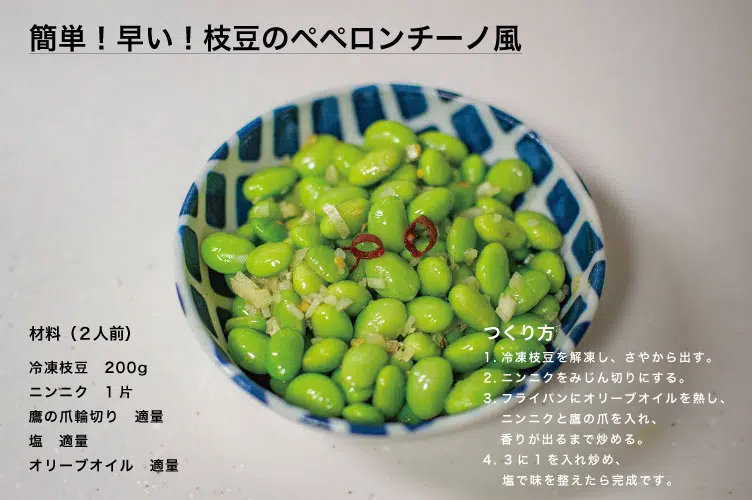 簡単！早い！枝豆のペペロンチーノ風
材料（２人前）
冷凍枝豆　200g
ニンニク　１片
鷹の爪輪切り　適量
塩　適量
オリーブオイル　適量
つくり方
1. 冷凍枝豆を解凍し、さやから出す。
2. ニンニクをみじん切りにする。
3. フライパンにオリーブオイルを熱し、
ニンニクと鷹の爪を入れ、
香りが出るまで炒める。
4. ３に１を入れ炒め、
塩で味を整えたら完成です。